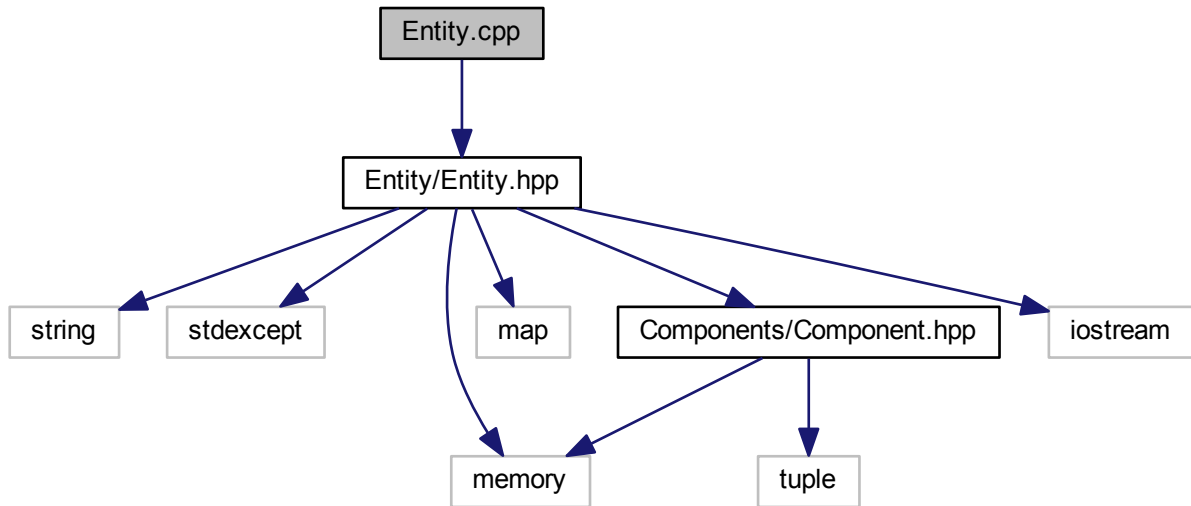 Entity.cpp
Entity/Entity.hpp
string
stdexcept
map
Components/Component.hpp
iostream
memory
tuple